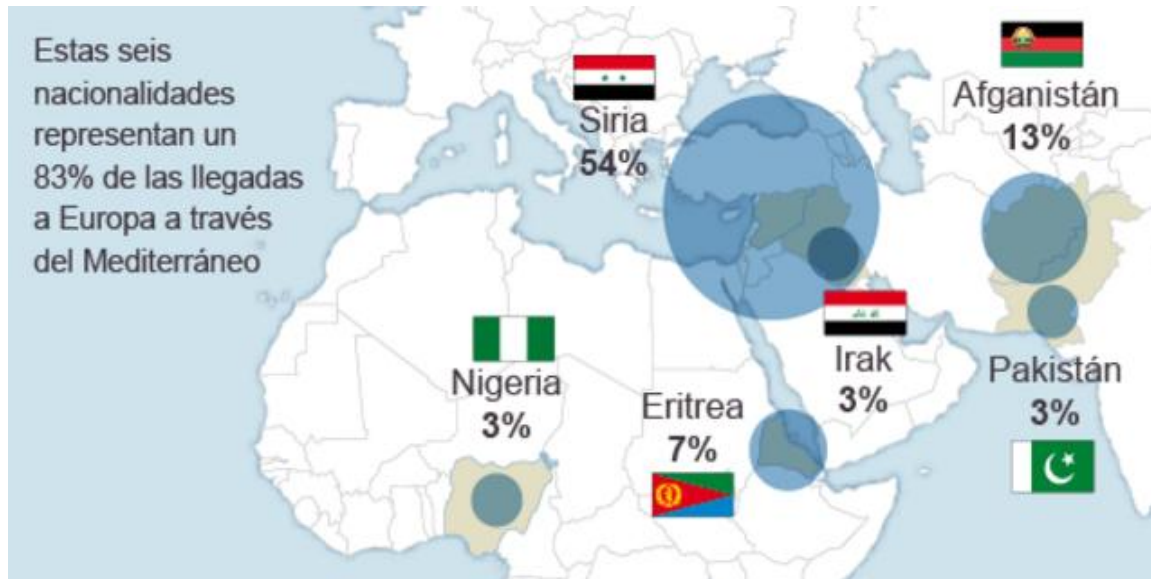 Estas seis
nacionalidades
representan un
83% de las llegadas
a Europa a través
del Mediterráneo
Siria
54%
Afganistán
13%
Irak
3%
Pakistán
3%
Nigeria
3%
Eritrea
7%